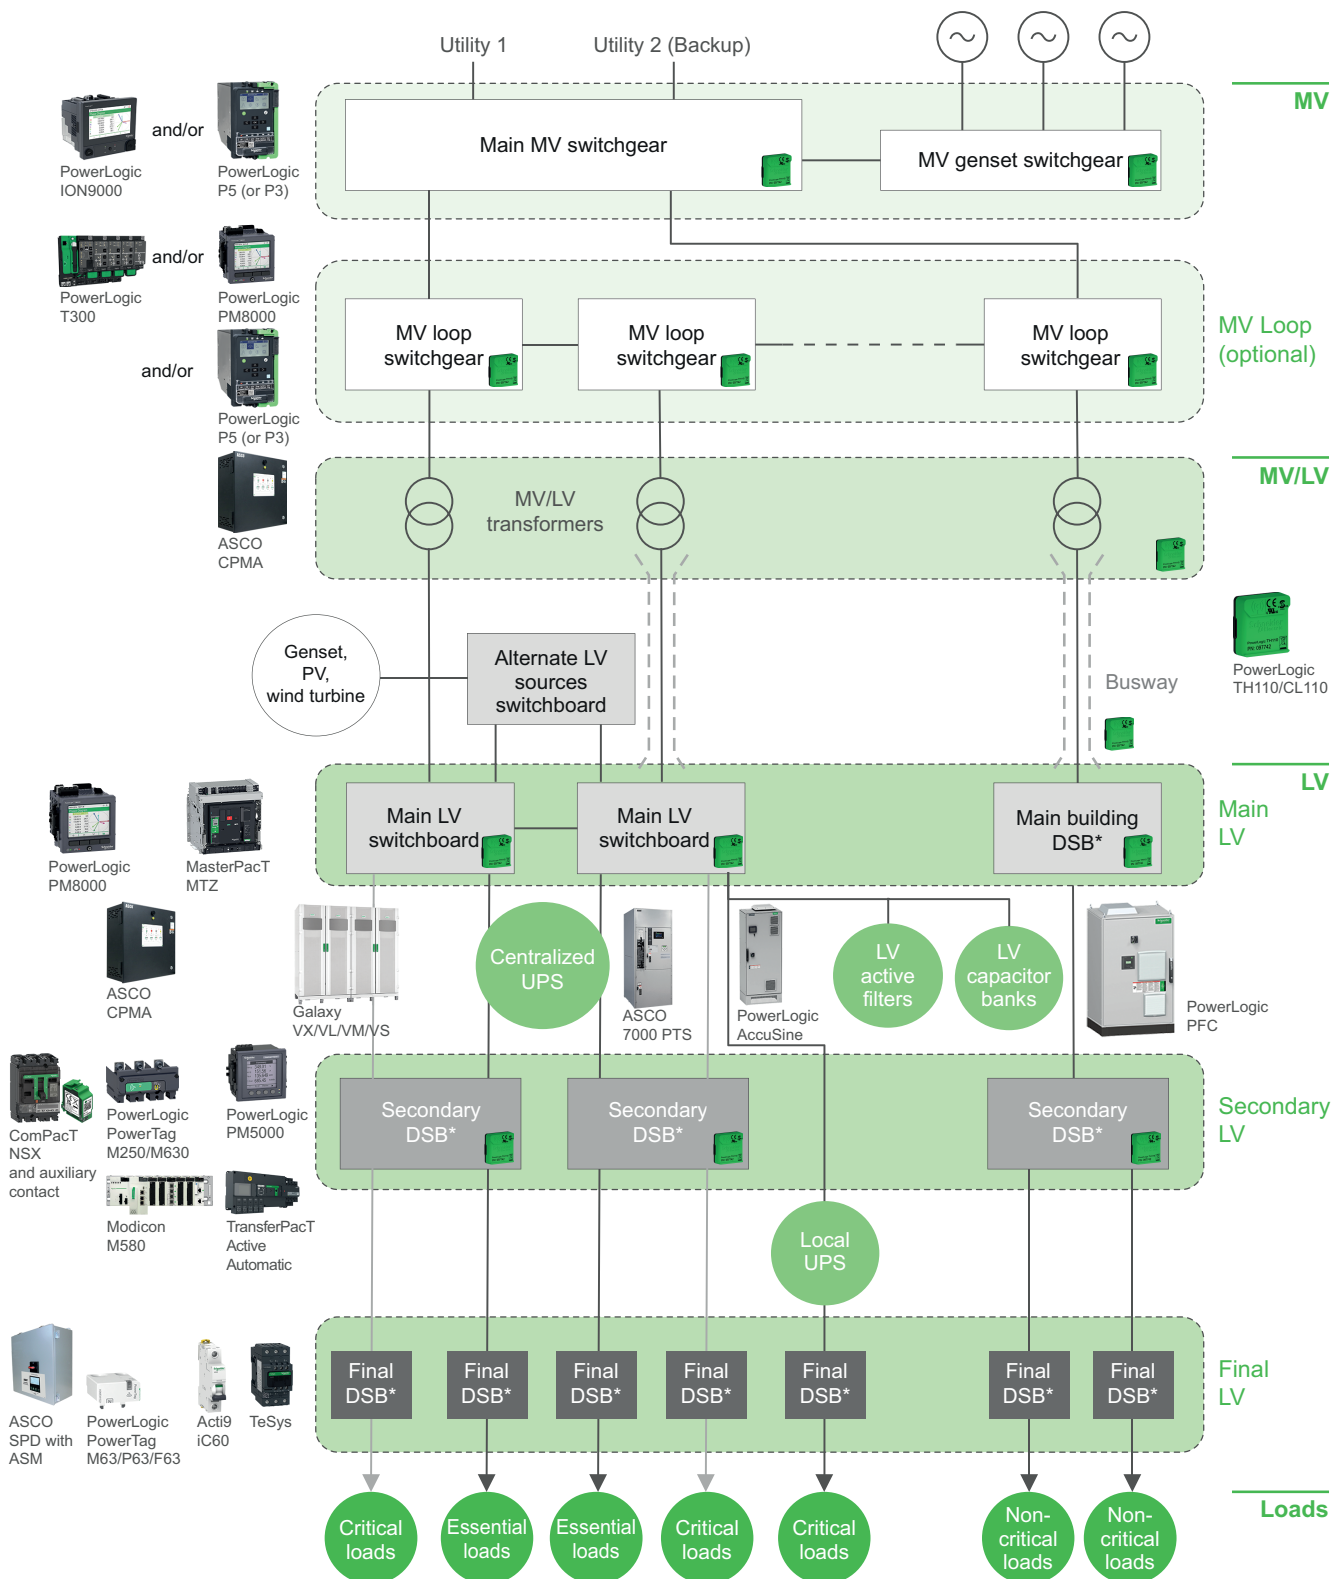 Utility 1
Utility 2 (Backup)
MV
Main MV switchgear
MV genset switchgear
and/or
PowerLogic
ION9000
PowerLogic
P5 (or P3)
and/or
PowerLogic
T300
PowerLogic
PM8000
and/or
PowerLogic
P5 (or P3)
MV loop
switchgear
MV loop
switchgear
MV loop
switchgear
MV Loop
(optional)
MV/LV
MV/LV
transformers
ASCO
CPMA
Genset,
PV,
wind turbine
Alternate LV
sources
switchboard
Busway
PowerLogic
TH110/CL110
LV
Main
LV
Main LV
switchboard
Main LV
switchboard
Main building
DSB*
PowerLogic
PM8000
MasterPacT
MTZ
ASCO
CPMA
Galaxy
VX/VL/VM/VS
Centralized
UPS
ASCO
7000 PTS
PowerLogic
AccuSine
LV
active
filters
LV
capacitor
banks
PowerLogic
PFC
ComPacT
NSX
and auxiliary
contact
PowerLogic
PowerTag
M250/M630
PowerLogic
PM5000
Modicon
M580
TransferPacT
Active
Automatic
Secondary
DSB*
Secondary
DSB*
Secondary
DSB*
Secondary
LV
Local
UPS
ASCO
SPD with
ASM
PowerLogic
PowerTag
M63/P63/F63
Acti9
iC60
TeSys
Final
DSB*
Final
DSB*
Final
DSB*
Final
DSB*
Final
DSB*
Final
DSB*
Final
DSB*
Final
LV
Loads
Critical
loads
Essential
loads
Essential
loads
Critical
loads
Critical
loads
Non-
critical
loads
Non-
critical
loads